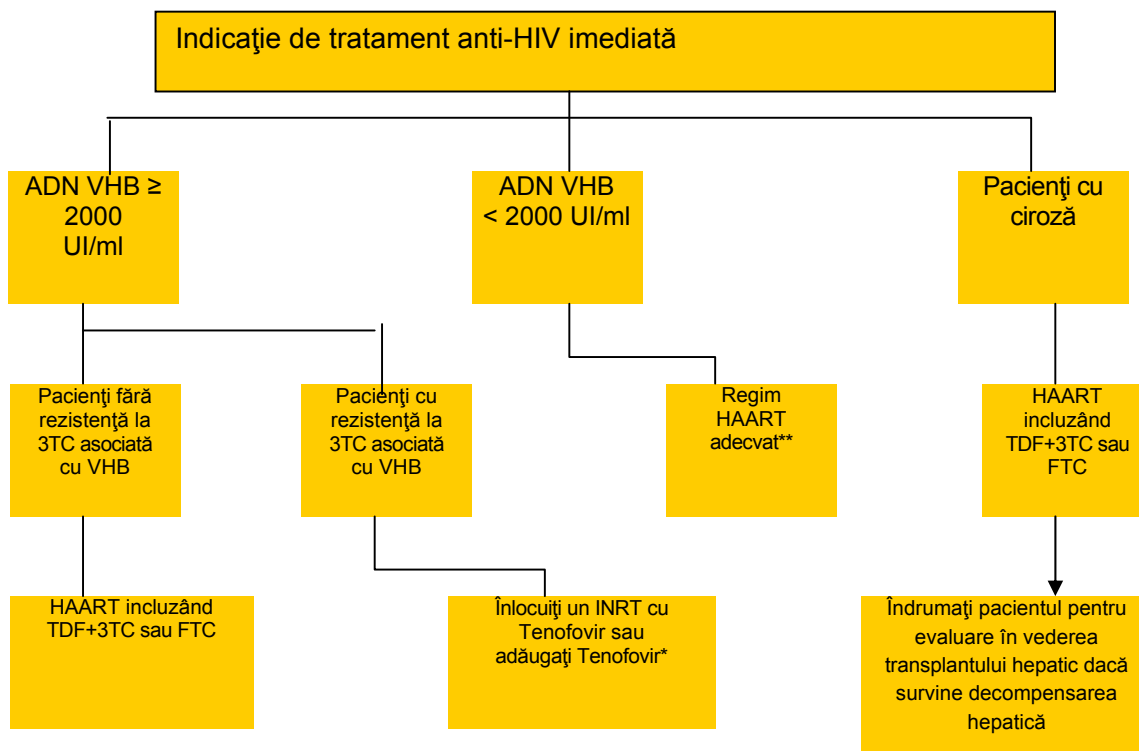 Indicaţie de tratament anti-HIV imediată
ADN VHB ≥
2000
UI/ml
ADN VHB
< 2000 UI/ml
Pacienţi cu
ciroză
Pacienţi fără
rezistenţă la
3TC asociată
cu VHB
Pacienţi cu
rezistenţă la
3TC asociată
cu VHB
Regim
HAART
adecvat**
HAART
incluzând
TDF+3TC sau
FTC
HAART incluzând
TDF+3TC sau FTC
Înlocuiţi un INRT cu
Tenofovir sau
adăugaţi Tenofovir*
Îndrumaţi pacientul pentru
evaluare în vederea
transplantului hepatic dacă
survine decompensarea
hepatică